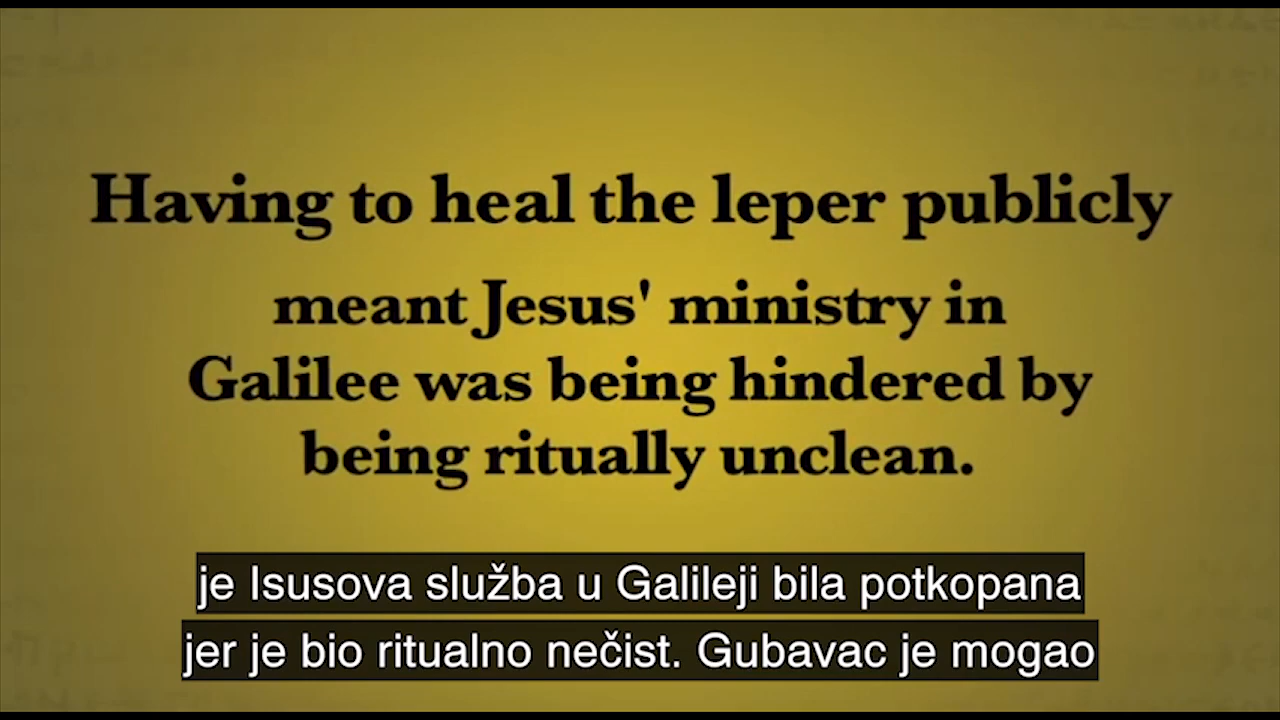 Having to heal the leper publicly
meant Jesus' ministry in
Galilee was being hindered by
being ritually unclean.
je Isusova služba u Galileji bila potkopana
jer je bio ritualno nečist. Gubavac je mogao